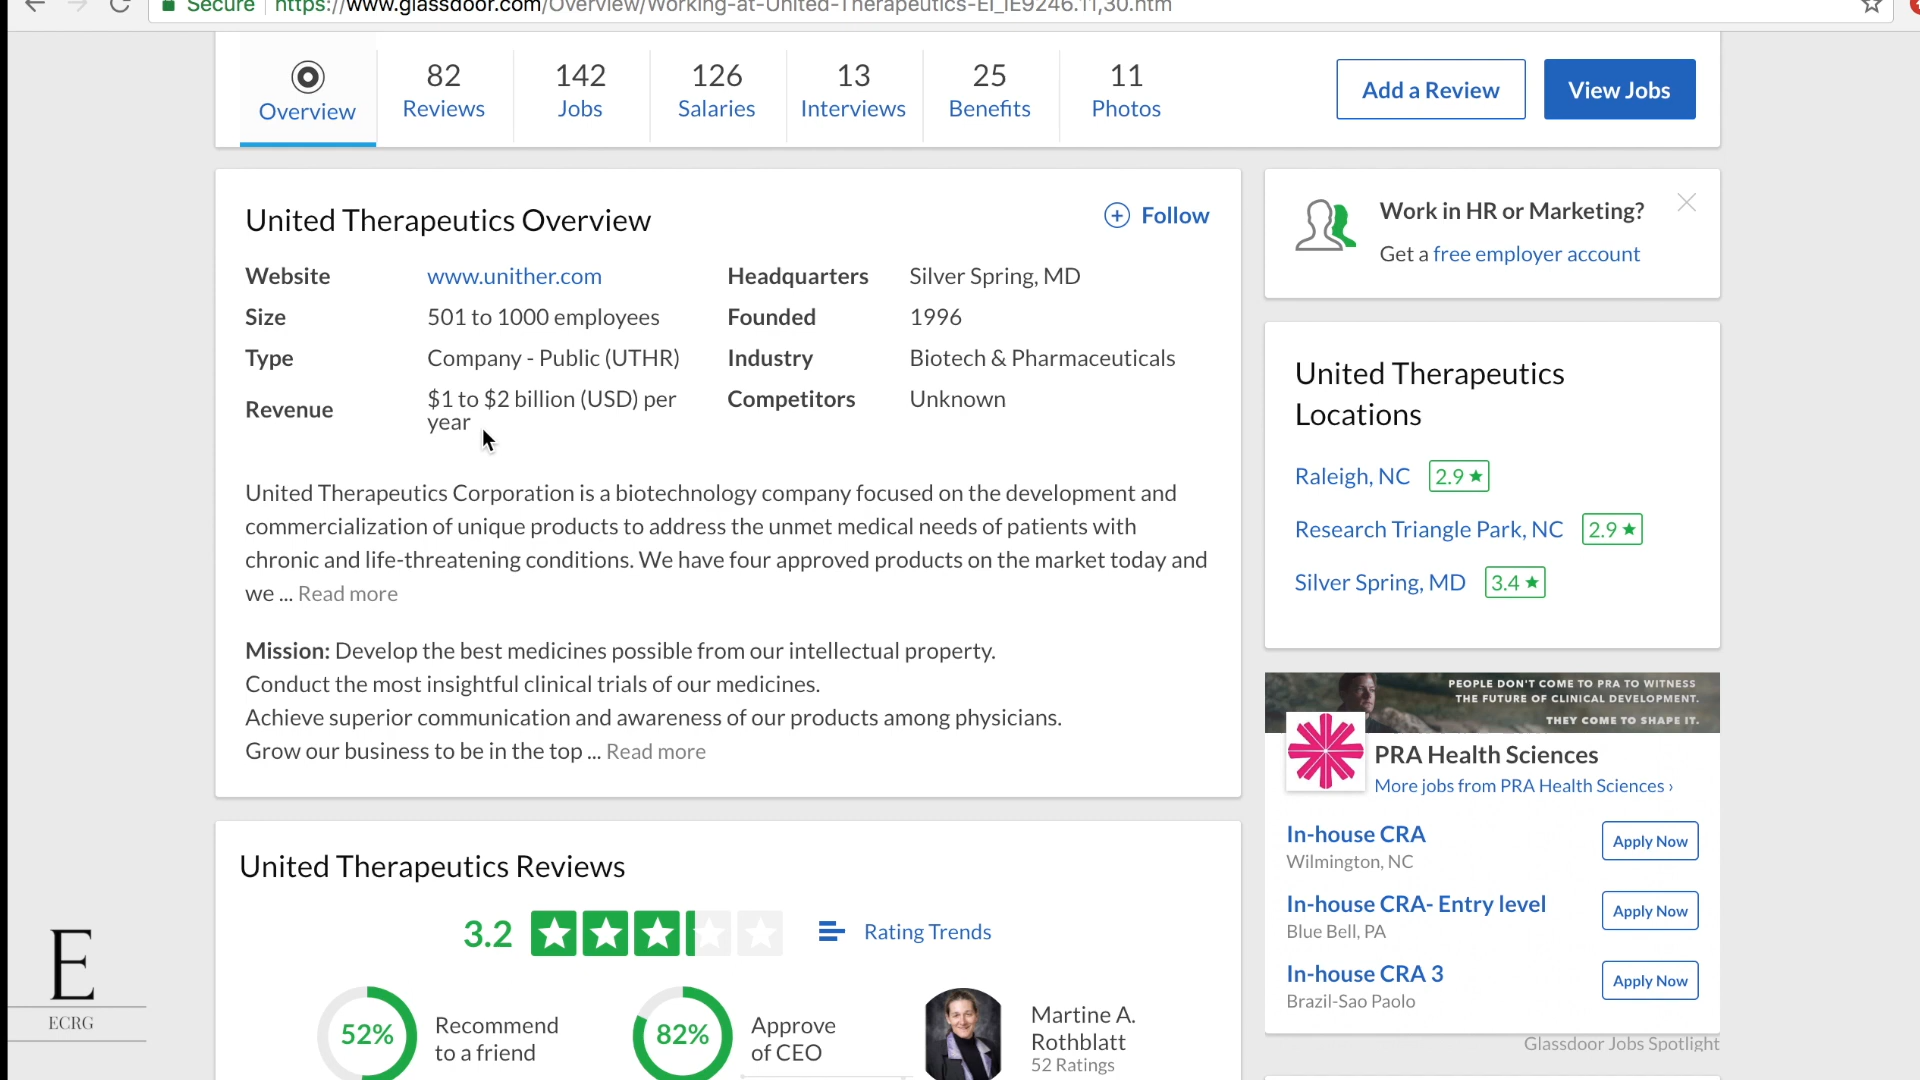 Secure https://www.glassdoor.com/Overview/Working-at-United-Therapeutics-EI_IE9246.11,30.htm
82 142 126 13 25 11
Overview Reviews Jobs Salaries Interviews Benefits Photos
Add a Review View Jobs
United Therapeutics Overview
Follow
Website www.unither.com Headquarters Silver Spring, MD
Size 501 to 1000 employees Founded 1996
Type Company - Public (UTHR) Industry Biotech & Pharmaceuticals
Revenue $1 to $2 billion (USD) per Competitors Unknown
year
United Therapeutics Corporation is a biotechnology company focused on the development and
commercialization of unique products to address the unmet medical needs of patients with
chronic and life-threatening conditions. We have four approved products on the market today and
we ... Read more
Mission: Develop the best medicines possible from our intellectual property.
Conduct the most insightful clinical trials of our medicines.
Achieve superior communication and awareness of our products among physicians.
Grow our business to be in the top ... Read more
United Therapeutics Reviews
3.2 Rating Trends
52% Recommend
to a friend
82% Approve
of CEO
Martine A.
Rothblatt
52 Ratings
Work in HR or Marketing?
Get a free employer account
United Therapeutics
Locations
Raleigh, NC 2.9
Research Triangle Park, NC 2.9
Silver Spring, MD 3.4
PEOPLE DON'T COME TO PRA TO WITNESS
THE FUTURE OF CLINICAL DEVELOPMENT.
THEY COME TO SHAPE IT.
PRA Health Sciences
More jobs from PRA Health Sciences ›
In-house CRA Apply Now
Wilmington, NC
In-house CRA- Entry level Apply Now
Blue Bell, PA
In-house CRA 3 Apply Now
Brazil-Sao Paolo
Glassdoor Jobs Spotlight
E
ECRG